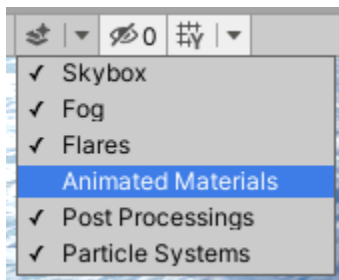 0
Skybox
Fog
Flares
Animated Materials
Post Processings
Particle Systems